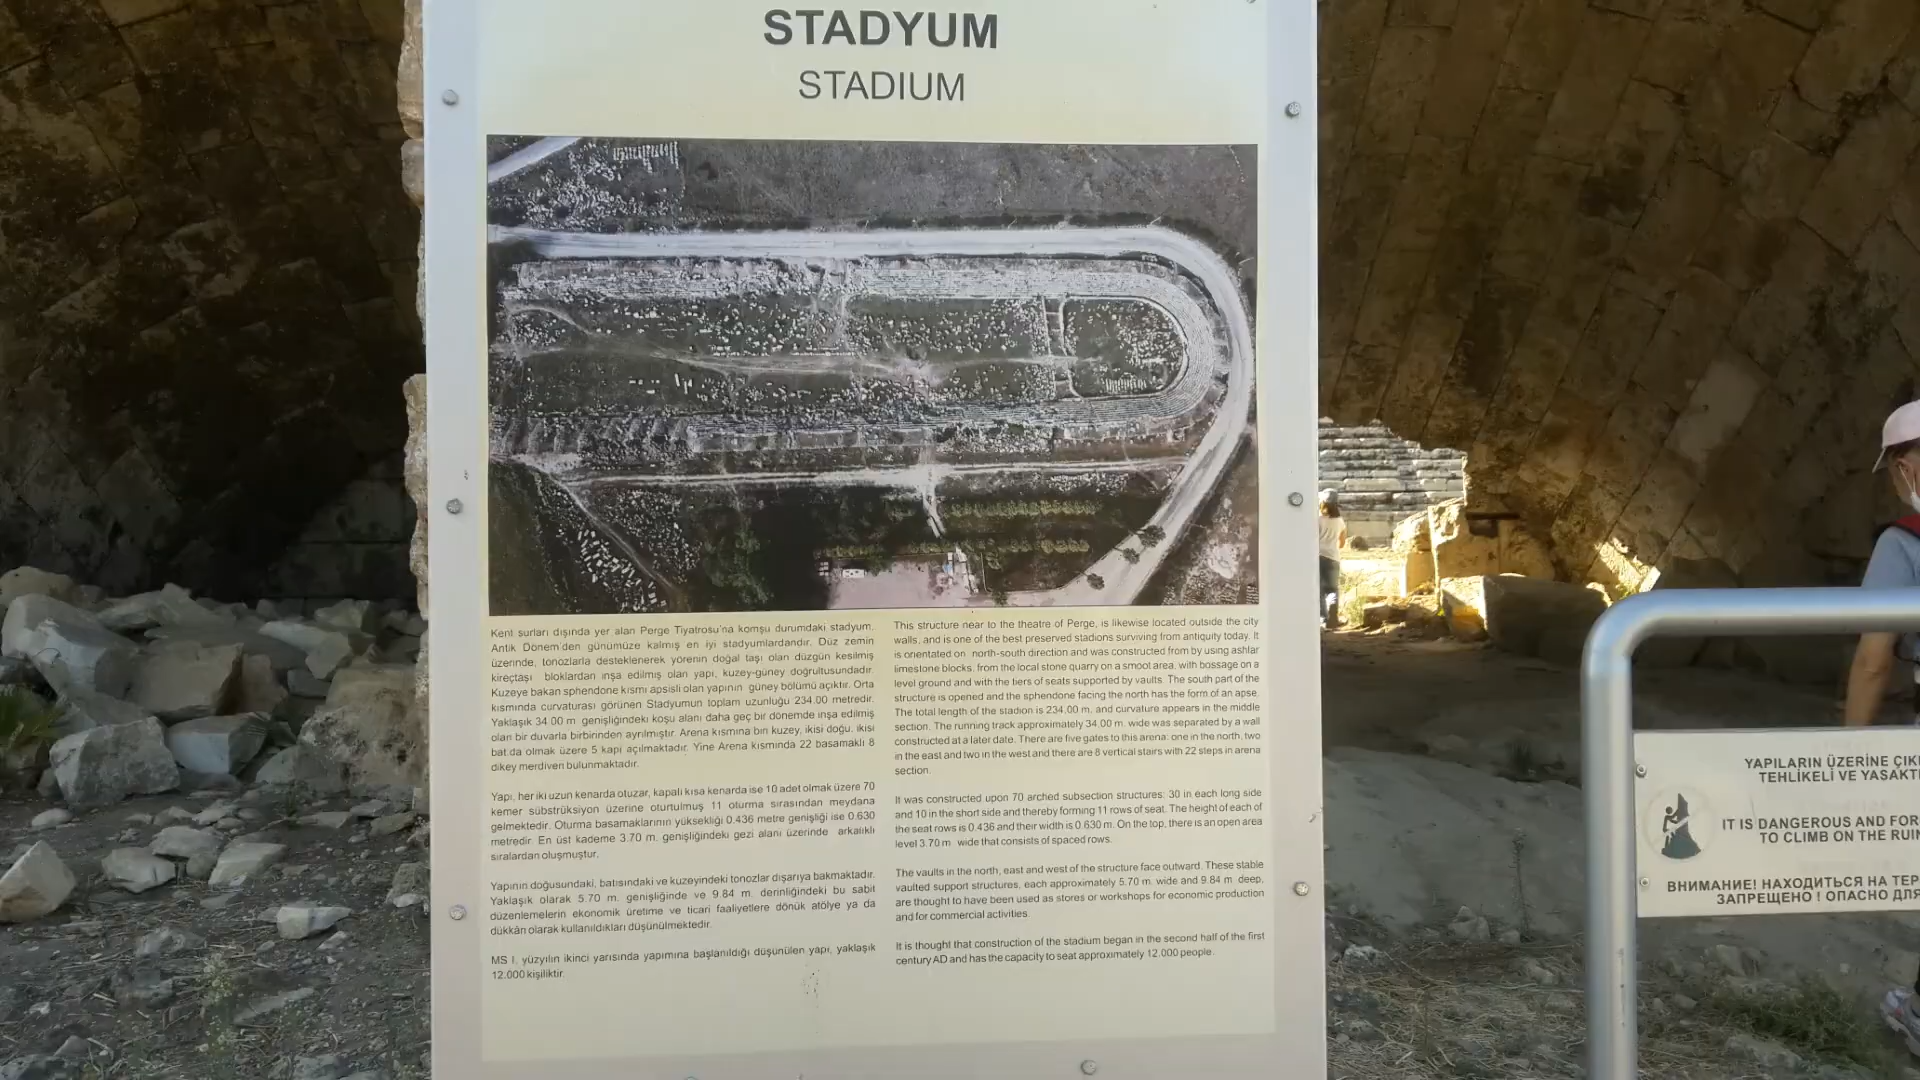 STADYUM
STADIUM
Kent surları dışında yer alan Perge Tiyatrosu'na komşu durumdaki stadyum,
Antik Dönem'den günümüze kalmış en iyi stadyumlardandır. Düz zemin
üzerinde, tonozlarla desteklenerek yörenin doğal taşı olan düzgün kesilmiş
kireçtaşı bloklardan inşa edilmiş olan yapı, kuzey-güney doğrultusundadır.
Kuzeye bakan sphendone kısmı apsisli olan yapının güney bölümü açıktır. Orta
kısmında curvaturası görünen Stadyumun toplam uzunluğu 234.00 metredir.
Yaklaşık 34.00 m genişliğindeki koşu alanı daha geç bir dönemde inşa edilmiş
olan bir duvarla birbirinden ayrılmıştır. Arena kısmına biri kuzey, ikisi doğu, ikisi
batıda olmak üzere 5 kapı açılmaktadır. Yine Arena kısmında 22 basamaklı 8
dikey merdiven bulunmaktadır.
Yapı, her iki uzun kenarda otuzar, kapalı kısa kenarda ise 10 adet olmak üzere 70
kemer sübstrüksiyon üzerine oturtulmuş 11 oturma sırasından meydana
gelmektedir. Oturma basamaklarının yüksekliği 0.436 metre genişliği ise 0.630
metredir. En üst kademe 3.70 m. genişliğindeki gezi alanı üzerinde arkalıklı
sıralardan oluşmuştur.
Yapının doğusundaki, batısındaki ve kuzeyindeki tonozlar dışarıya bakmaktadır.
Yaklaşık olarak 5.70 m. genişliğinde ve 9.84 m. derinliğindeki bu sabit
düzenlemelerin ekonomik üretime ve ticari faaliyetlere dönük atölye ya da
dükkân olarak kullanıldıkları düşünülmektedir.
MS I. yüzyılın ikinci yarısında yapımına başlanıldığı düşünülen yapı, yaklaşık
12.000 kişiliktir.
This structure near to the theatre of Perge, is likewise located outside the city
walls, and is one of the best preserved stadions surviving from antiquity today. It
is orientated on north-south direction and was constructed from by using ashlar
limestone blocks, from the local stone quarry on a smoot area, with bossage on a
level ground and with the tiers of seats supported by vaults. The south part of the
structure is opened and the sphendone facing the north has the form of an apse.
The total length of the stadion is 234.00 m. and curvature appears in the middle
section. The running track approximately 34.00 m. wide was separated by a wall
constructed at a later date. There are five gates to this arena: one in the north, two
in the east and two in the west and there are 8 vertical stairs with 22 steps in arena
section.
It was constructed upon 70 arched subsection structures: 30 in each long side
and 10 in the short side and thereby forming 11 rows of seat. The height of each of
the seat rows is 0.436 and their width is 0.630 m. On the top, there is an open area
level 3.70 m. wide that consists of spaced rows.
The vaults in the north, east and west of the structure face outward. These stable
vaulted support structures, each approximately 5.70 m. wide and 9.84 m. deep,
are thought to have been used as stores or workshops for economic production
and for commercial activities.
It is thought that construction of the stadium began in the second half of the first
century AD and has the capacity to seat approximately 12.000 people.
YAPILARIN ÜZERİNE ÇIK
TEHLİKELİ VE YASAKT
IT IS DANGEROUS AND FOR
TO CLIMB ON THE RUIN
ВНИМАНИЕ! НАХОДИТЬСЯ НА ТЕР
ЗАПРЕЩЕНО ! ОПАСНО ДЛЯ